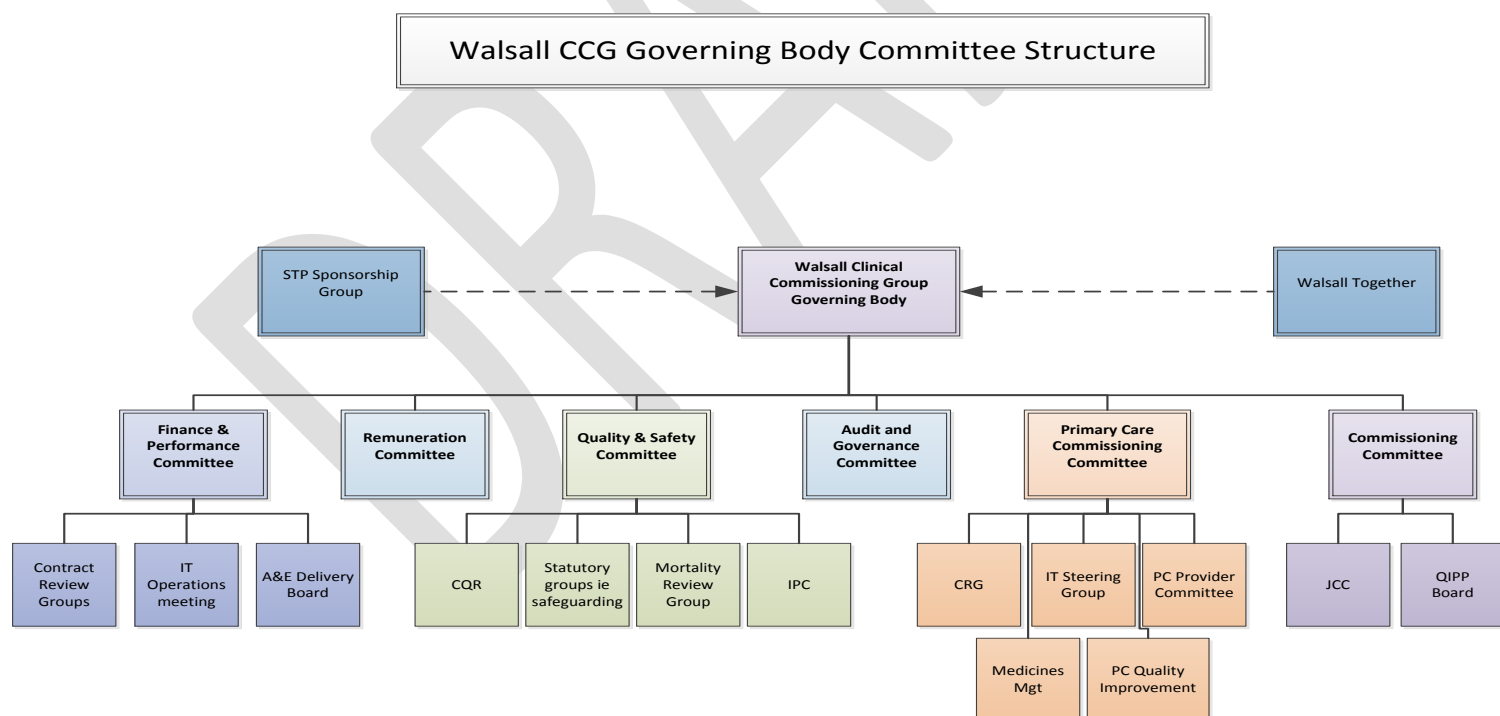 Walsall CCG Governing Body Committee Structure
STP Sponsorship
Group
Walsall Clinical
Commissioning Group
Governing Body
Walsall Together
Finance &
Performance
Committee
Remuneration
Committee
Quality & Safety
Committee
Audit and
Governance
Committee
Primary Care
Commissioning
Committee
Commissioning
Committee
Contract
Review
Groups
IT
Operations
meeting
A&E Delivery
Board
CQR
Statutory
groups ie
safeguarding
Mortality
Review
Group
IPC
CRG
IT Steering
Group
PC Provider
Committee
JCC
QIPP
Board
Medicines
Mgt
PC Quality
Improvement